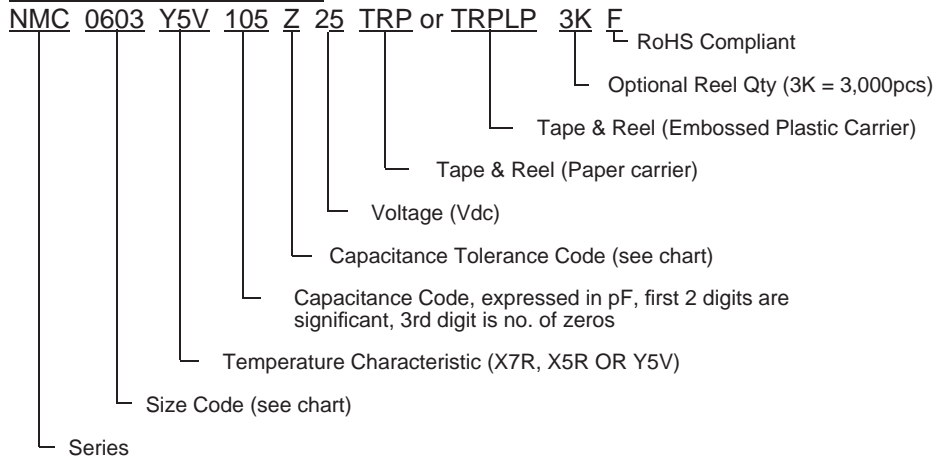 NMC 0603 Y5V 105 Z 25 TRP or TRPLP 3K F
RoHS Compliant
Optional Reel Qty (3K = 3,000pcs)
Tape & Reel (Embossed Plastic Carrier)
Tape & Reel (Paper carrier)
Voltage (Vdc)
Capacitance Tolerance Code (see chart)
Capacitance Code, expressed in pF, first 2 digits are
significant, 3rd digit is no. of zeros
Temperature Characteristic (X7R, X5R OR Y5V)
Size Code (see chart)
Series